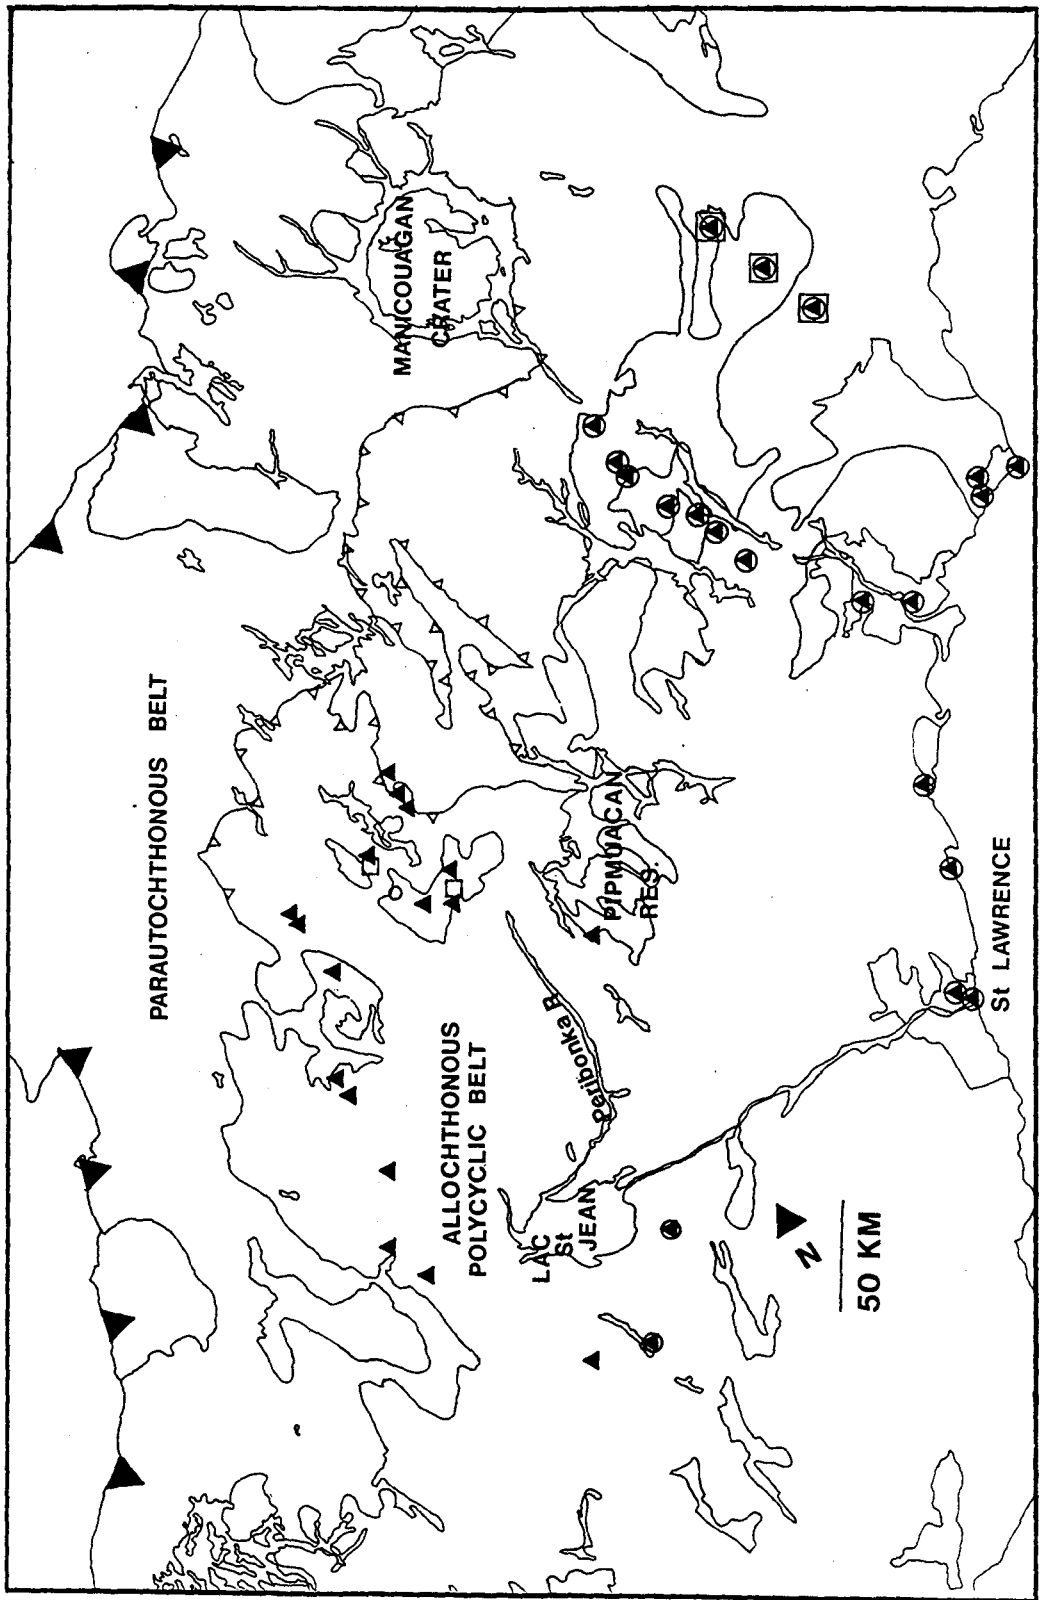 PARAUTOCHTHONOUS BELT
MANICOUAGAN
CRATER
ALLOCHTHONOUS
POLYCYCLIC BELT
PIPMUACAN
RES.
Peribonka R.
LAC
St
JEAN
St LAWRENCE
N
50 KM